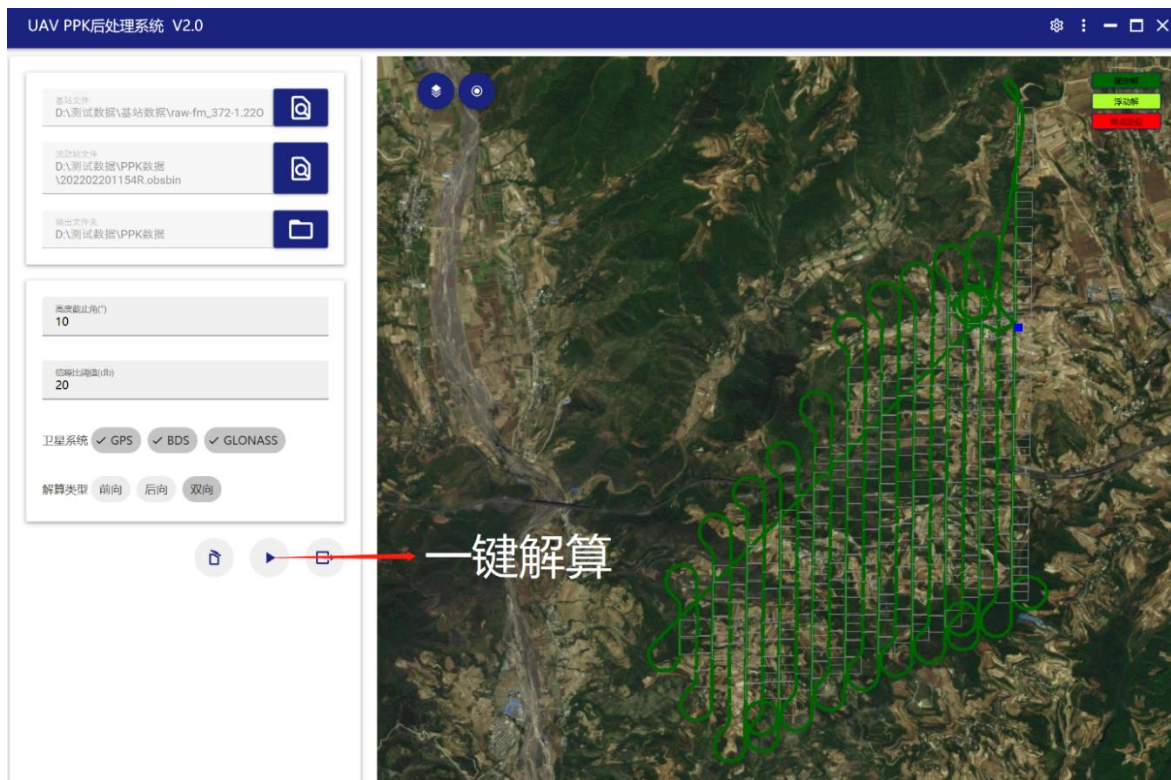 UAV PPK后处理系统 V2.0
基站文件
D:\测试数据\基站数据\raw-fm_372-1.22O
流动站文件
D:\测试数据\PPK数据
\202202201154R.obsbin
输出文件夹
D:\测试数据\PPK数据
高度截止角(°)
10
信噪比阈值(db)
20
卫星系统 GPS BDS GLONASS
解算类型 前向 后向 双向
一键解算
固定解
浮动解
单点定位